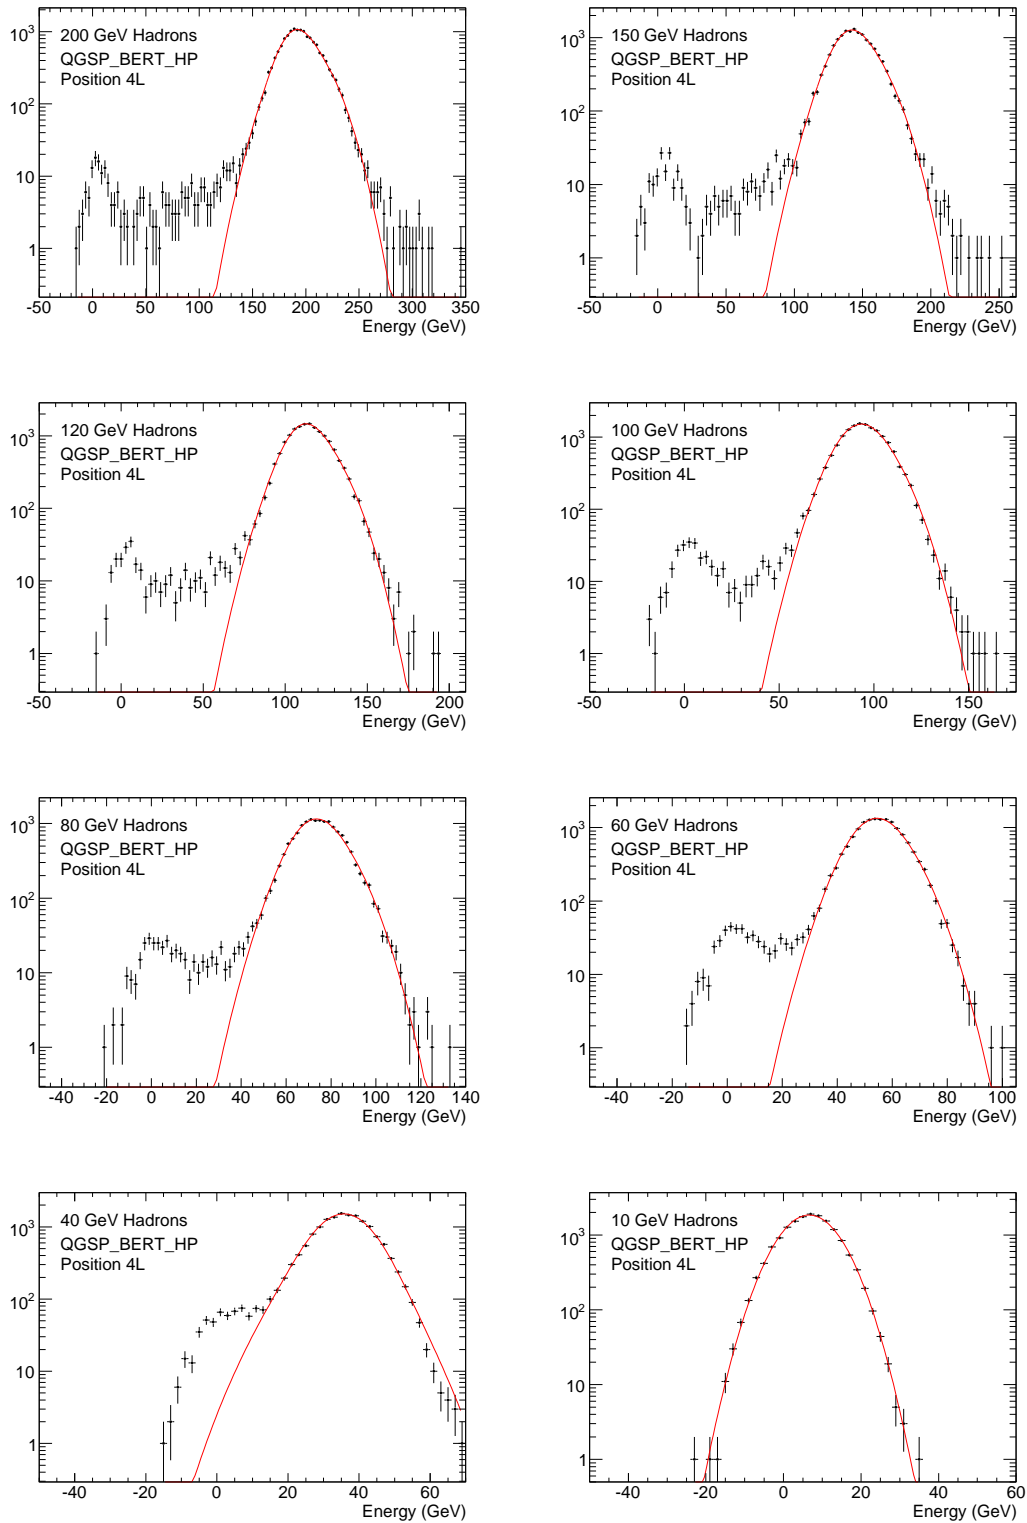 200 GeV Hadrons
QGSP_BERT_HP
Position 4L
10³
10²
10
1
-50 0 50 100 150 200 250 300 350
Energy (GeV)
150 GeV Hadrons
QGSP_BERT_HP
Position 4L
10³
10²
10
1
-50 0 50 100 150 200 250
Energy (GeV)
120 GeV Hadrons
QGSP_BERT_HP
Position 4L
10³
10²
10
1
-50 0 50 100 150 200
Energy (GeV)
100 GeV Hadrons
QGSP_BERT_HP
Position 4L
10³
10²
10
1
-50 0 50 100 150
Energy (GeV)
80 GeV Hadrons
QGSP_BERT_HP
Position 4L
10³
10²
10
1
-40 -20 0 20 40 60 80 100 120 140
Energy (GeV)
60 GeV Hadrons
QGSP_BERT_HP
Position 4L
10³
10²
10
1
-40 -20 0 20 40 60 80 100
Energy (GeV)
40 GeV Hadrons
QGSP_BERT_HP
Position 4L
10³
10²
10
1
-40 -20 0 20 40 60
Energy (GeV)
10 GeV Hadrons
QGSP_BERT_HP
Position 4L
10³
10²
10
1
-40 -20 0 20 40 60
Energy (GeV)